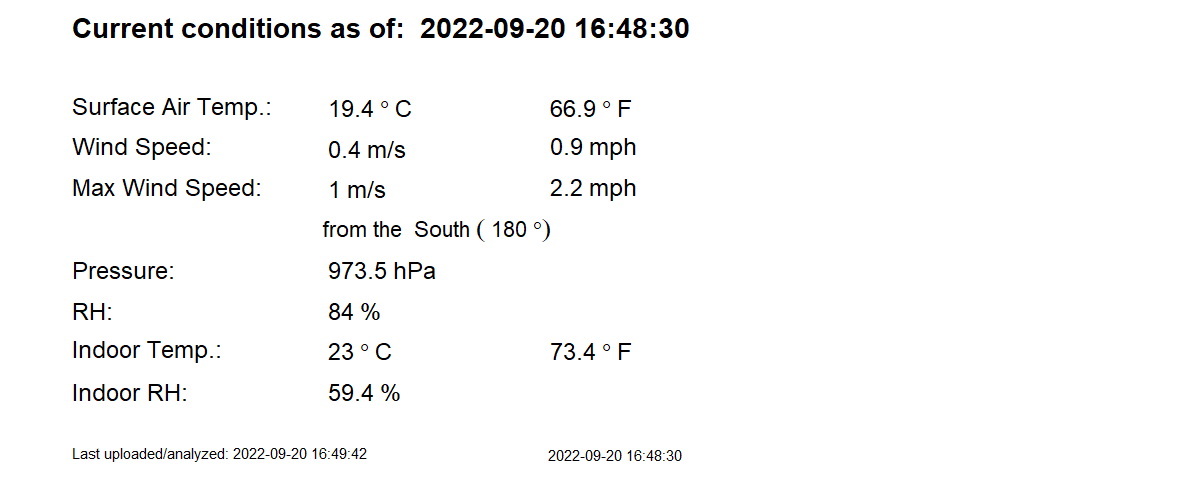 Current conditions as of: 2022-09-20 16:48:30
Surface Air Temp.: 19.4 ° C 66.9 ° F
Wind Speed: 0.4 m/s 0.9 mph
Max Wind Speed: 1 m/s 2.2 mph
from the South ( 180 °)
Pressure: 973.5 hPa
RH: 84 %
Indoor Temp.: 23 ° C 73.4 ° F
Indoor RH: 59.4 %
Last uploaded/analyzed: 2022-09-20 16:49:42 2022-09-20 16:48:30